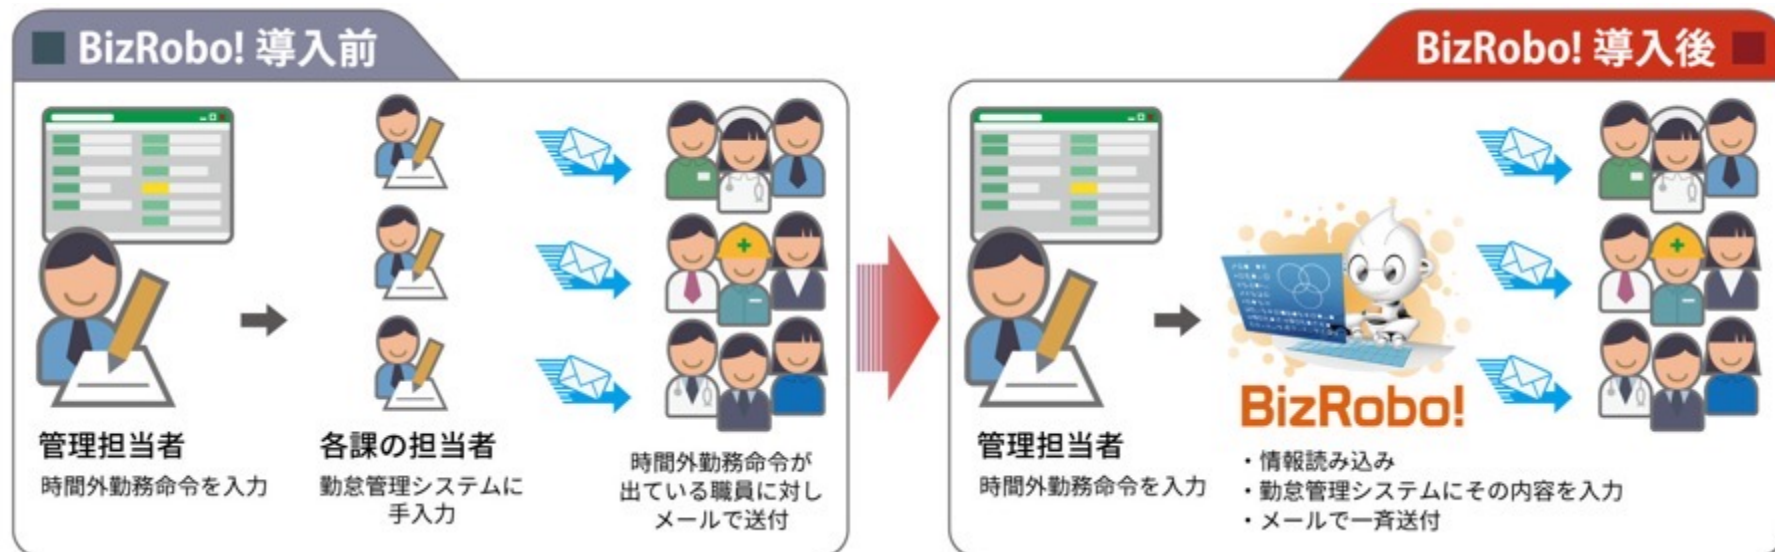 BizRobo! 導入前
管理担当者
時間外勤務命令を入力
各課の担当者
勤怠管理システムに
手入力
時間外勤務命令が
出ている職員に対し
メールで送付
BizRobo! 導入後
管理担当者
時間外勤務命令を入力
BizRobo!
・情報読み込み
・勤怠管理システムにその内容を入力
・メールで一斉送付